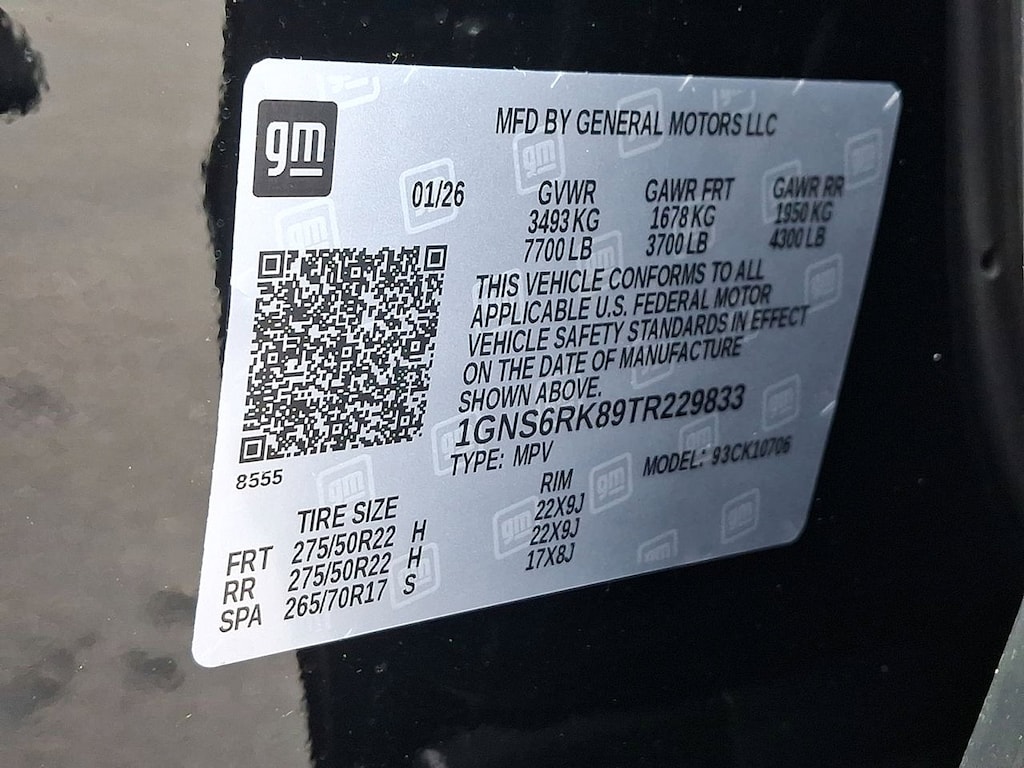 gm
MFD BY GENERAL MOTORS LLC
01/26 GVWR GAWR FRT GAWR RR
3493 KG 1678 KG 1950 KG
7700 LB 3700 LB 4300 LB
THIS VEHICLE CONFORMS TO ALL
APPLICABLE U.S. FEDERAL MOTOR
VEHICLE SAFETY STANDARDS IN EFFECT
ON THE DATE OF MANUFACTURE
SHOWN ABOVE.
1GNS6RK89TR229833
8555
TYPE: MPV MODEL: 93CK10706
TIRE SIZE RIM
FRT 275/50R22 H 22X9J
RR 275/50R22 H 22X9J
SPA 265/70R17 S 17X8J